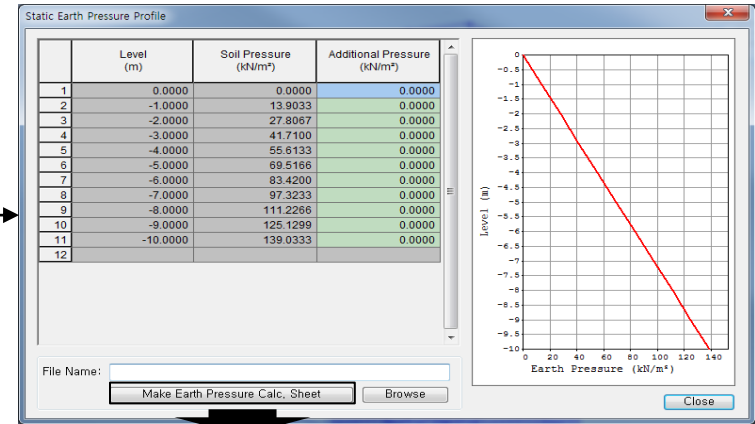 Static Earth Pressure Profile
Level (m) Soil Pressure (kN/m²) Additional Pressure (kN/m²)
1 0.0000 0.0000 0.0000
2 -1.0000 13.9033 0.0000
3 -2.0000 27.8067 0.0000
4 -3.0000 41.7100 0.0000
5 -4.0000 55.6133 0.0000
6 -5.0000 69.5166 0.0000
7 -6.0000 83.4200 0.0000
8 -7.0000 97.3233 0.0000
9 -8.0000 111.2266 0.0000
10 -9.0000 125.1299 0.0000
11 -10.0000 139.0333 0.0000
12
File Name:
Make Earth Pressure Calc. Sheet Browse
0
-0.5
-1
-1.5
-2
-2.5
-3
-3.5
-4
-4.5
-5
-5.5
-6
-6.5
-7
-7.5
-8
-8.5
-9
-9.5
-10
Level (m)
0 20 40 60 80 100 120 140
Earth Pressure (kN/m²)
Close